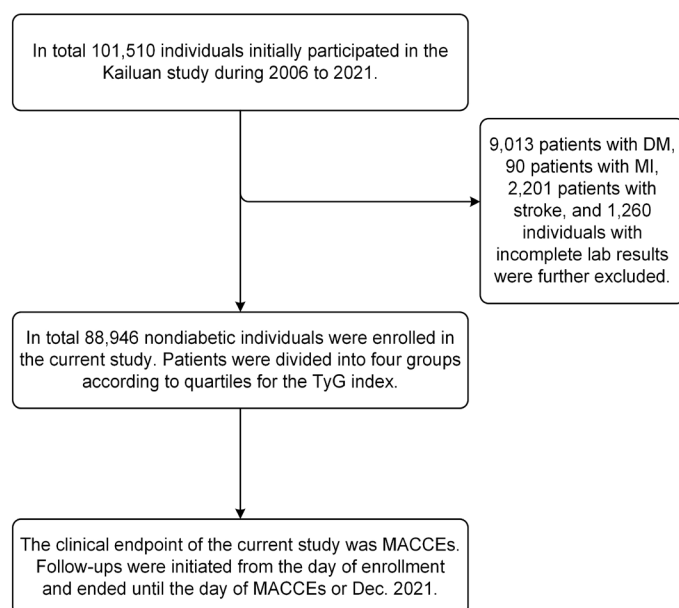 In total 101,510 individuals initially participated in the
Kailuan study during 2006 to 2021.
9,013 patients with DM,
90 patients with MI,
2,201 patients with
stroke, and 1,260
individuals with
incomplete lab results
were further excluded.
In total 88,946 nondiabetic individuals were enrolled in
the current study. Patients were divided into four groups
according to quartiles for the TyG index.
The clinical endpoint of the current study was MACCEs.
Follow-ups were initiated from the day of enrollment
and ended until the day of MACCEs or Dec. 2021.